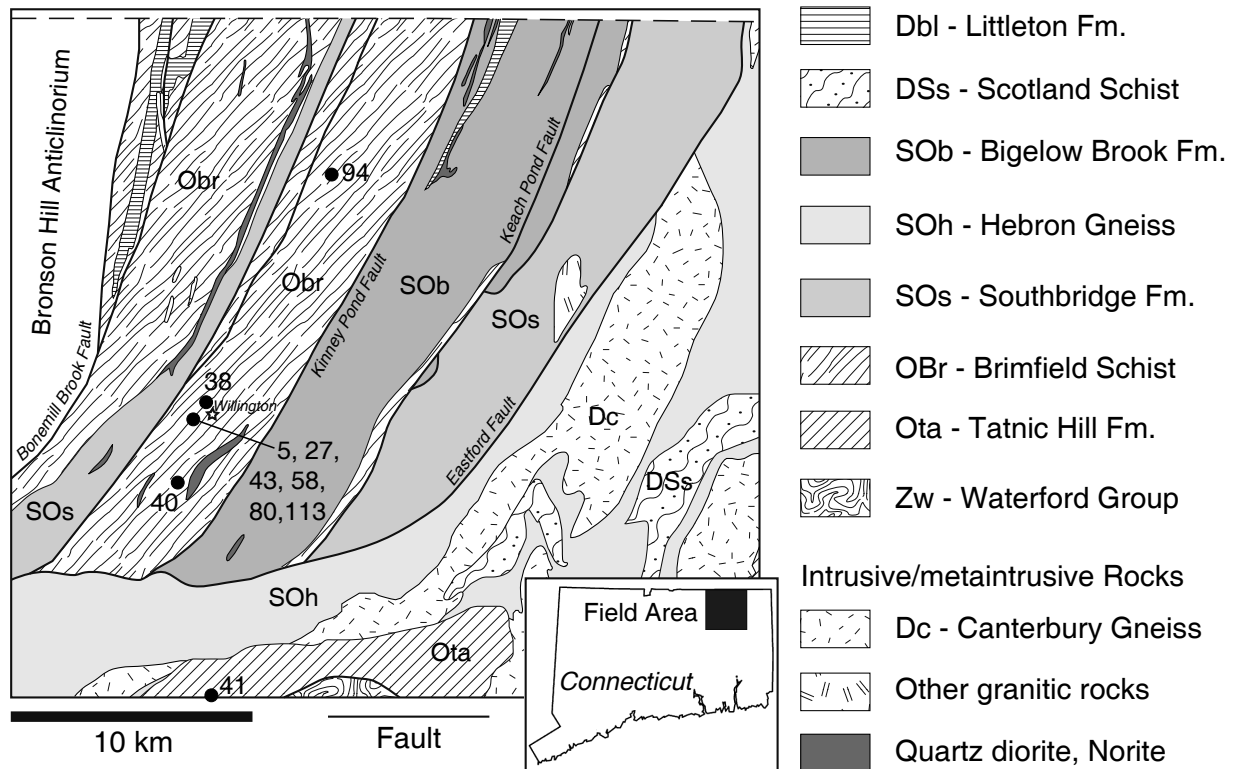 Bronson Hill Anticlinorium
Obr
94
Obr
Kinney Pond Fault
SOb
Keach Pond Fault
SOs
Bonemill Brook Fault
38
Willington
5, 27,
43, 58,
80,113
40
SOs
Eastford Fault
Dc
DSs
SOh
Ota
41
Field Area
Connecticut
10 km
Fault
Dbl - Littleton Fm.
DSs - Scotland Schist
SOb - Bigelow Brook Fm.
SOh - Hebron Gneiss
SOs - Southbridge Fm.
OBr - Brimfield Schist
Ota - Tatnic Hill Fm.
Zw - Waterford Group
Intrusive/metaintrusive Rocks
Dc - Canterbury Gneiss
Other granitic rocks
Quartz diorite, Norite